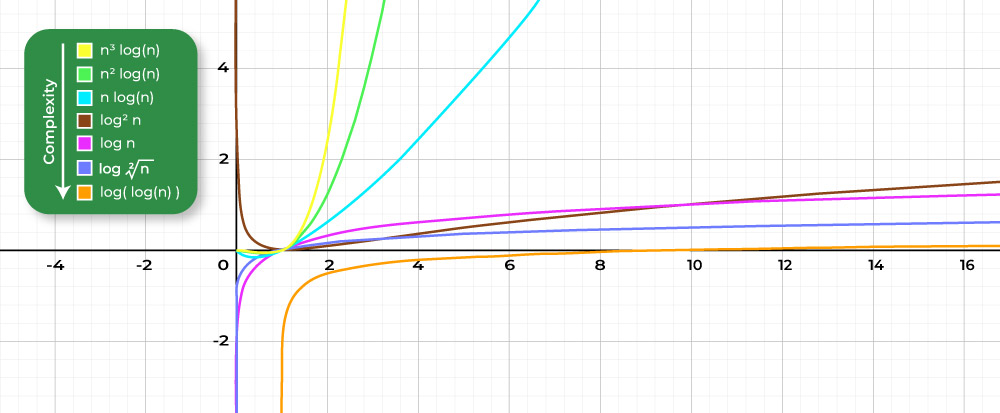 Complexity
n³ log(n)
n² log(n)
n log(n)
log² n
log n
log ²√n
log( log(n) )
4
2
-4 -2 0 2 4 6 8 10 12 14 16
-2